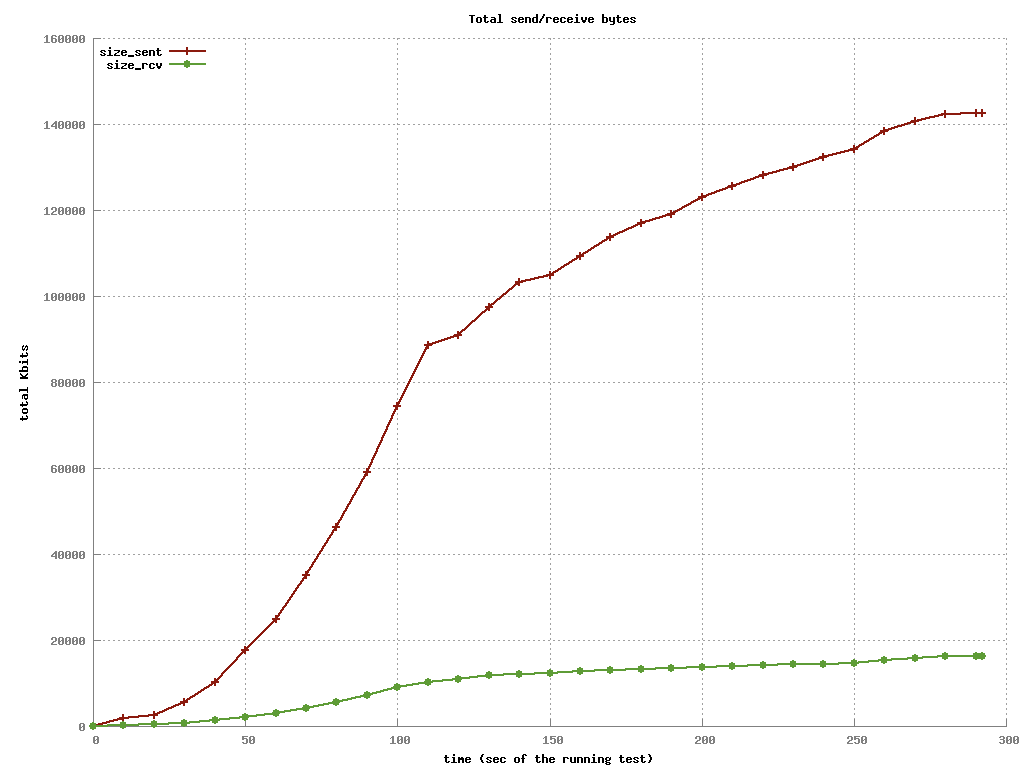 Total send/receive bytes
size_sent
size_rcv
160000
140000
120000
100000
80000
60000
40000
20000
0
total Kbits
0 50 100 150 200 250 300
time (sec of the running test)